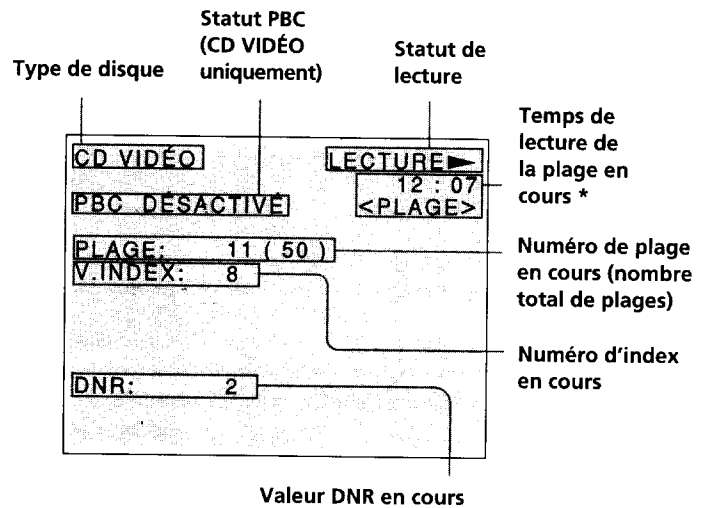 Statut PBC
(CD VIDÉO
uniquement)
Type de disque
Statut de
lecture
Temps de
lecture de
la plage en
cours *
CD VIDÉO
LECTURE►
12 : 07
PBC DÉSACTIVÉ
<PLAGE>
PLAGE: 11 ( 50 )
V.INDEX: 8
Numéro de plage
en cours (nombre
total de plages)
Numéro d'index
en cours
DNR: 2
Valeur DNR en cours